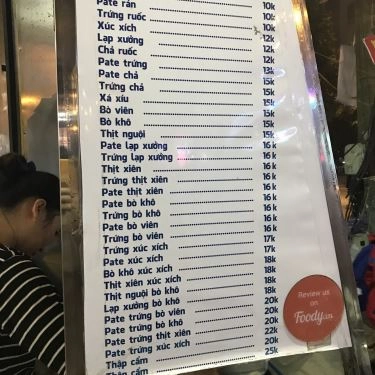 Pate rán 10k
Trứng ruốc 10k
Xúc xích 10k
Lạp xưởng 12k
Chả ruốc 12k
Pate trứng 13k
Pate chả 15k
Trứng chả 15k
Xá xíu 15k
Bò viên 15k
Bò khô 15k
Thịt nguội 15k
Pate lạp xưởng 16k
Trứng lạp xưởng 16k
Thịt xiên 16k
Trứng thịt xiên 16k
Pate thịt xiên 16k
Pate bò khô 16k
Trứng bò khô 16k
Pate bò viên 16k
Trứng bò viên 17k
Trứng xúc xích 17k
Pate xúc xích 18k
Bò khô xúc xích 18k
Thịt xiên xúc xích 18k
Thịt nguội bò khô 18k
Lạp xưởng bò khô 20k
Pate trứng bò viên 20k
Pate trứng bò khô 20k
Pate trứng thịt xiên 22k
Pate trứng xúc xích 20k
Thập cẩm 25k
Thập cẩm
Review us
on
Foody.vn